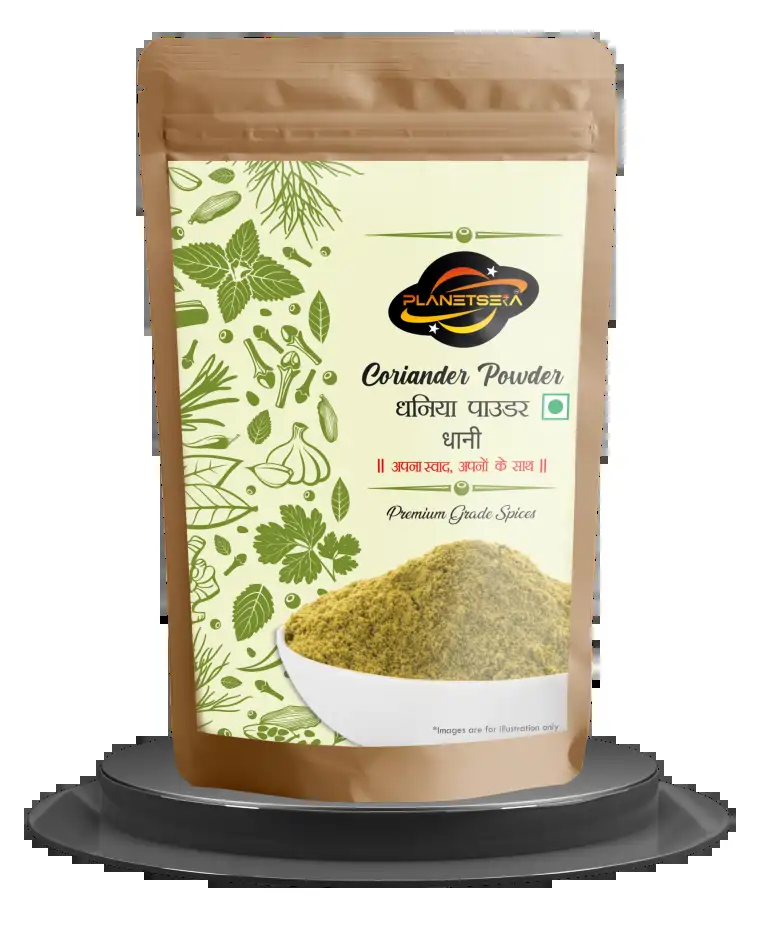 PLANETSERA
Coriander Powder
धनिया पाउडर
धानी
|| अपना स्वाद, अपनों के साथ ||
Premium Grade Spices
*Images are for illustration only